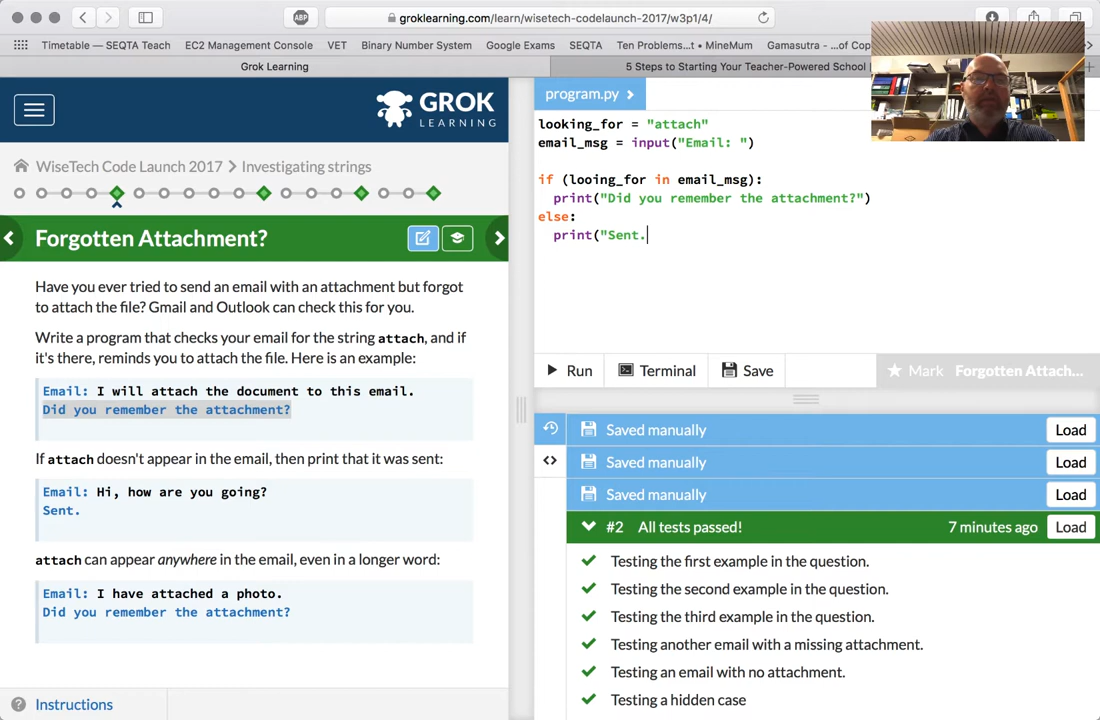 ABP
groklearning.com/learn/wisetech-codelaunch-2017/w3p1/4/
Timetable — SEQTA Teach EC2 Management Console VET Binary Number System Google Exams SEQTA Ten Problems...t • MineMum Gamasutra - ...of Cop
Grok Learning
5 Steps to Starting Your Teacher-Powered School
GROK
LEARNING
WiseTech Code Launch 2017 > Investigating strings
Forgotten Attachment?
Have you ever tried to send an email with an attachment but forgot
to attach the file? Gmail and Outlook can check this for you.
Write a program that checks your email for the string attach, and if
it's there, reminds you to attach the file. Here is an example:
Email: I will attach the document to this email.
Did you remember the attachment?
If attach doesn't appear in the email, then print that it was sent:
Email: Hi, how are you going?
Sent.
attach can appear anywhere in the email, even in a longer word:
Email: I have attached a photo.
Did you remember the attachment?
? Instructions
program.py
looking_for = "attach"
email_msg = input("Email: ")
if (looing_for in email_msg):
print("Did you remember the attachment?")
else:
print("Sent.
Run Terminal Save Mark Forgotten Attach...
Saved manually Load
Saved manually Load
Saved manually Load
#2 All tests passed! 7 minutes ago Load
Testing the first example in the question.
Testing the second example in the question.
Testing the third example in the question.
Testing another email with a missing attachment.
Testing an email with no attachment.
Testing a hidden case